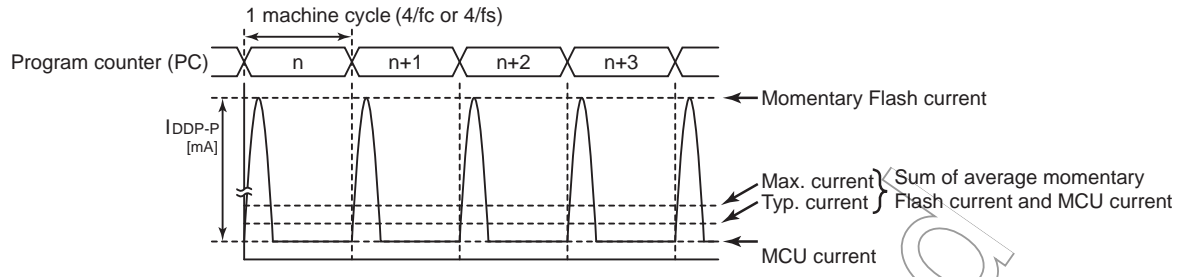 1 machine cycle (4/fc or 4/fs)
Program counter (PC)
n
n+1
n+2
n+3
Momentary Flash current
IDDP-P
[mA]
Max. current
Typ. current
Sum of average momentary
Flash current and MCU current
MCU current